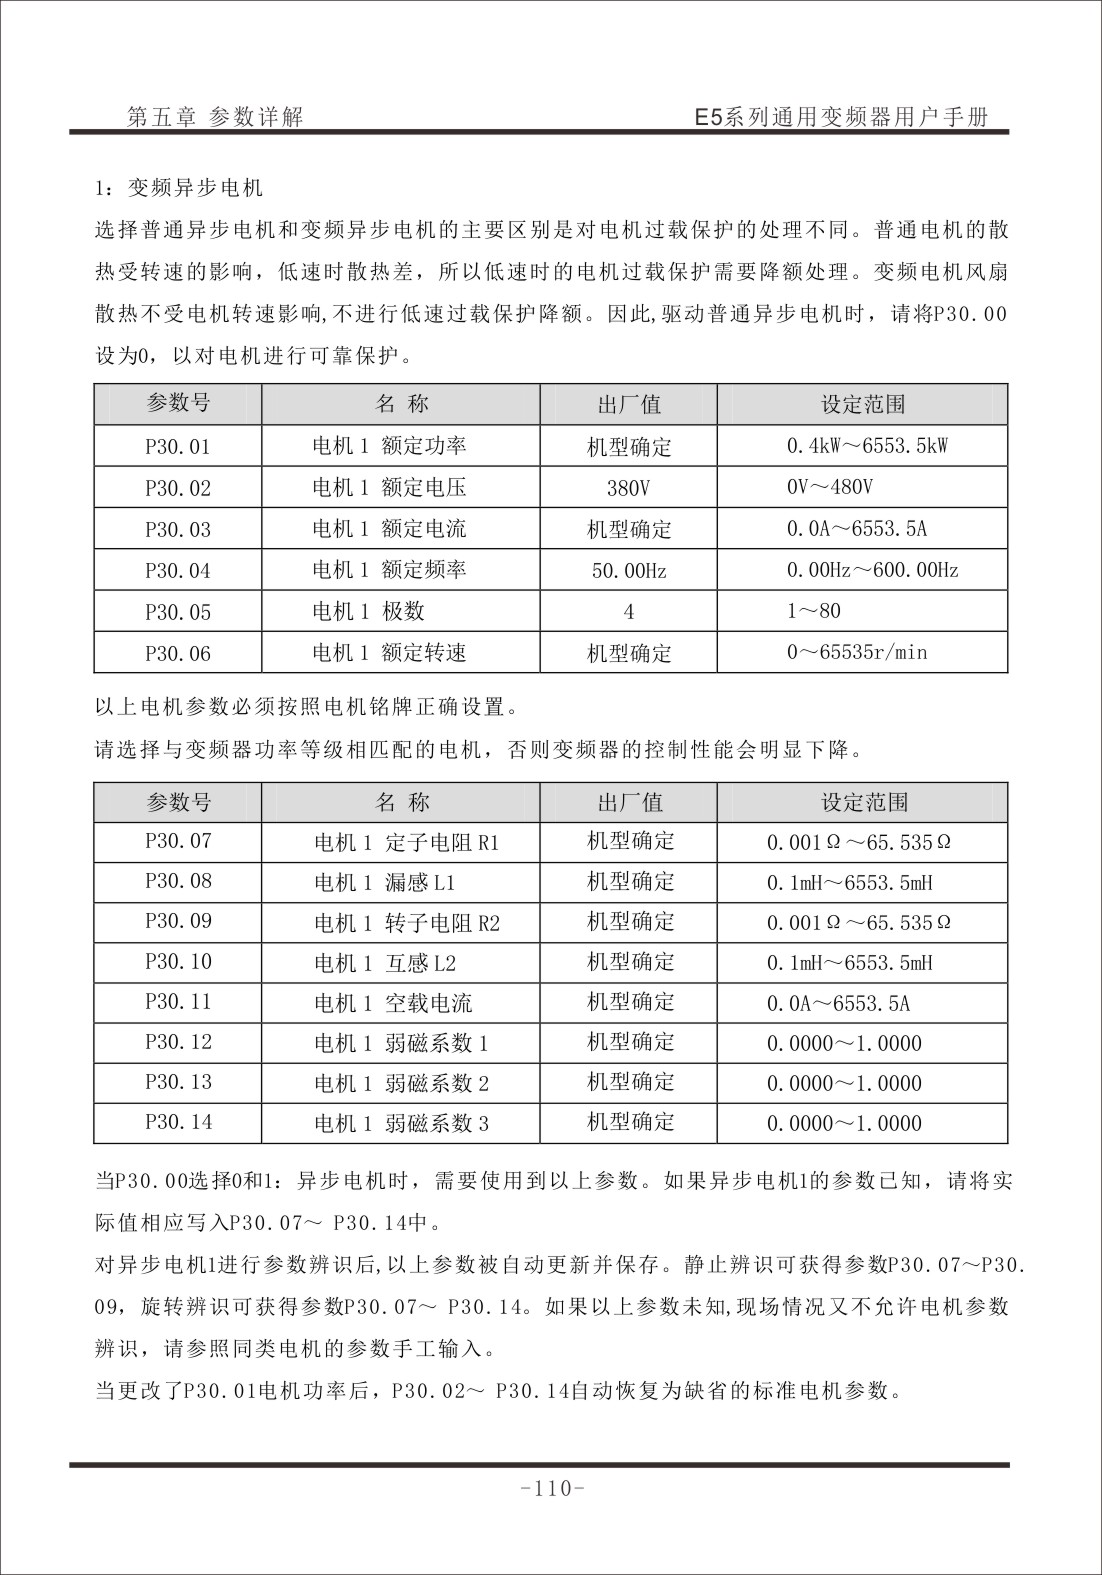 第五章 参数详解 E5系列通用变频器用户手册
1：变频异步电机
选择普通异步电机和变频异步电机的主要区别是对电机过载保护的处理不同。普通电机的散
热受转速的影响，低速时散热差，所以低速时的电机过载保护需要降额处理。变频电机风扇
散热不受电机转速影响,不进行低速过载保护降额。因此,驱动普通异步电机时，请将P30.00
设为0，以对电机进行可靠保护。
参数号 名 称 出厂值 设定范围
P30.01 电机 1 额定功率 机型确定 0.4kW～6553.5kW
P30.02 电机 1 额定电压 380V 0V～480V
P30.03 电机 1 额定电流 机型确定 0.0A～6553.5A
P30.04 电机 1 额定频率 50.00Hz 0.00Hz～600.00Hz
P30.05 电机 1 极数 4 1～80
P30.06 电机 1 额定转速 机型确定 0～65535r/min
以上电机参数必须按照电机铭牌正确设置。
请选择与变频器功率等级相匹配的电机，否则变频器的控制性能会明显下降。
参数号 名 称 出厂值 设定范围
P30.07 电机 1 定子电阻 R1 机型确定 0.001Ω～65.535Ω
P30.08 电机 1 漏感 L1 机型确定 0.1mH～6553.5mH
P30.09 电机 1 转子电阻 R2 机型确定 0.001Ω～65.535Ω
P30.10 电机 1 互感 L2 机型确定 0.1mH～6553.5mH
P30.11 电机 1 空载电流 机型确定 0.0A～6553.5A
P30.12 电机 1 弱磁系数 1 机型确定 0.0000～1.0000
P30.13 电机 1 弱磁系数 2 机型确定 0.0000～1.0000
P30.14 电机 1 弱磁系数 3 机型确定 0.0000～1.0000
当P30.00选择0和1：异步电机时，需要使用到以上参数。如果异步电机1的参数已知，请将实
际值相应写入P30.07～ P30.14中。
对异步电机1进行参数辨识后,以上参数被自动更新并保存。静止辨识可获得参数P30.07～P30.
09，旋转辨识可获得参数P30.07～ P30.14。如果以上参数未知,现场情况又不允许电机参数
辨识，请参照同类电机的参数手工输入。
当更改了P30.01电机功率后，P30.02～ P30.14自动恢复为缺省的标准电机参数。
-110-